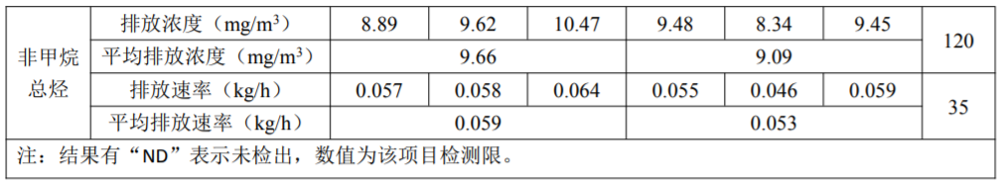 非甲烷总烃 排放浓度（mg/m³） 8.89 9.62 10.47 9.48 8.34 9.45 120
平均排放浓度（mg/m³） 9.66 9.09
排放速率（kg/h） 0.057 0.058 0.064 0.055 0.046 0.059 35
平均排放速率（kg/h） 0.059 0.053
注：结果有“ND”表示未检出，数值为该项目检测限。